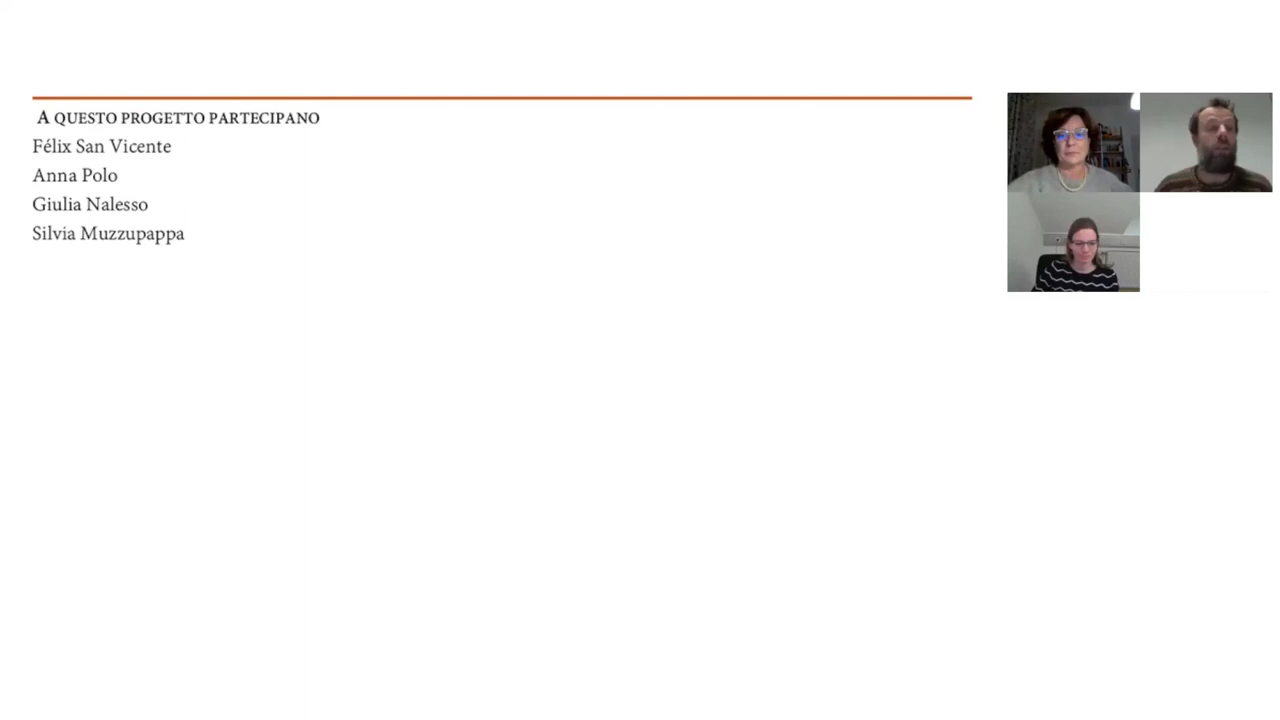 A QUESTO PROGETTO PARTECIPANO
Félix San Vicente
Anna Polo
Giulia Nalesso
Silvia Muzzupappa